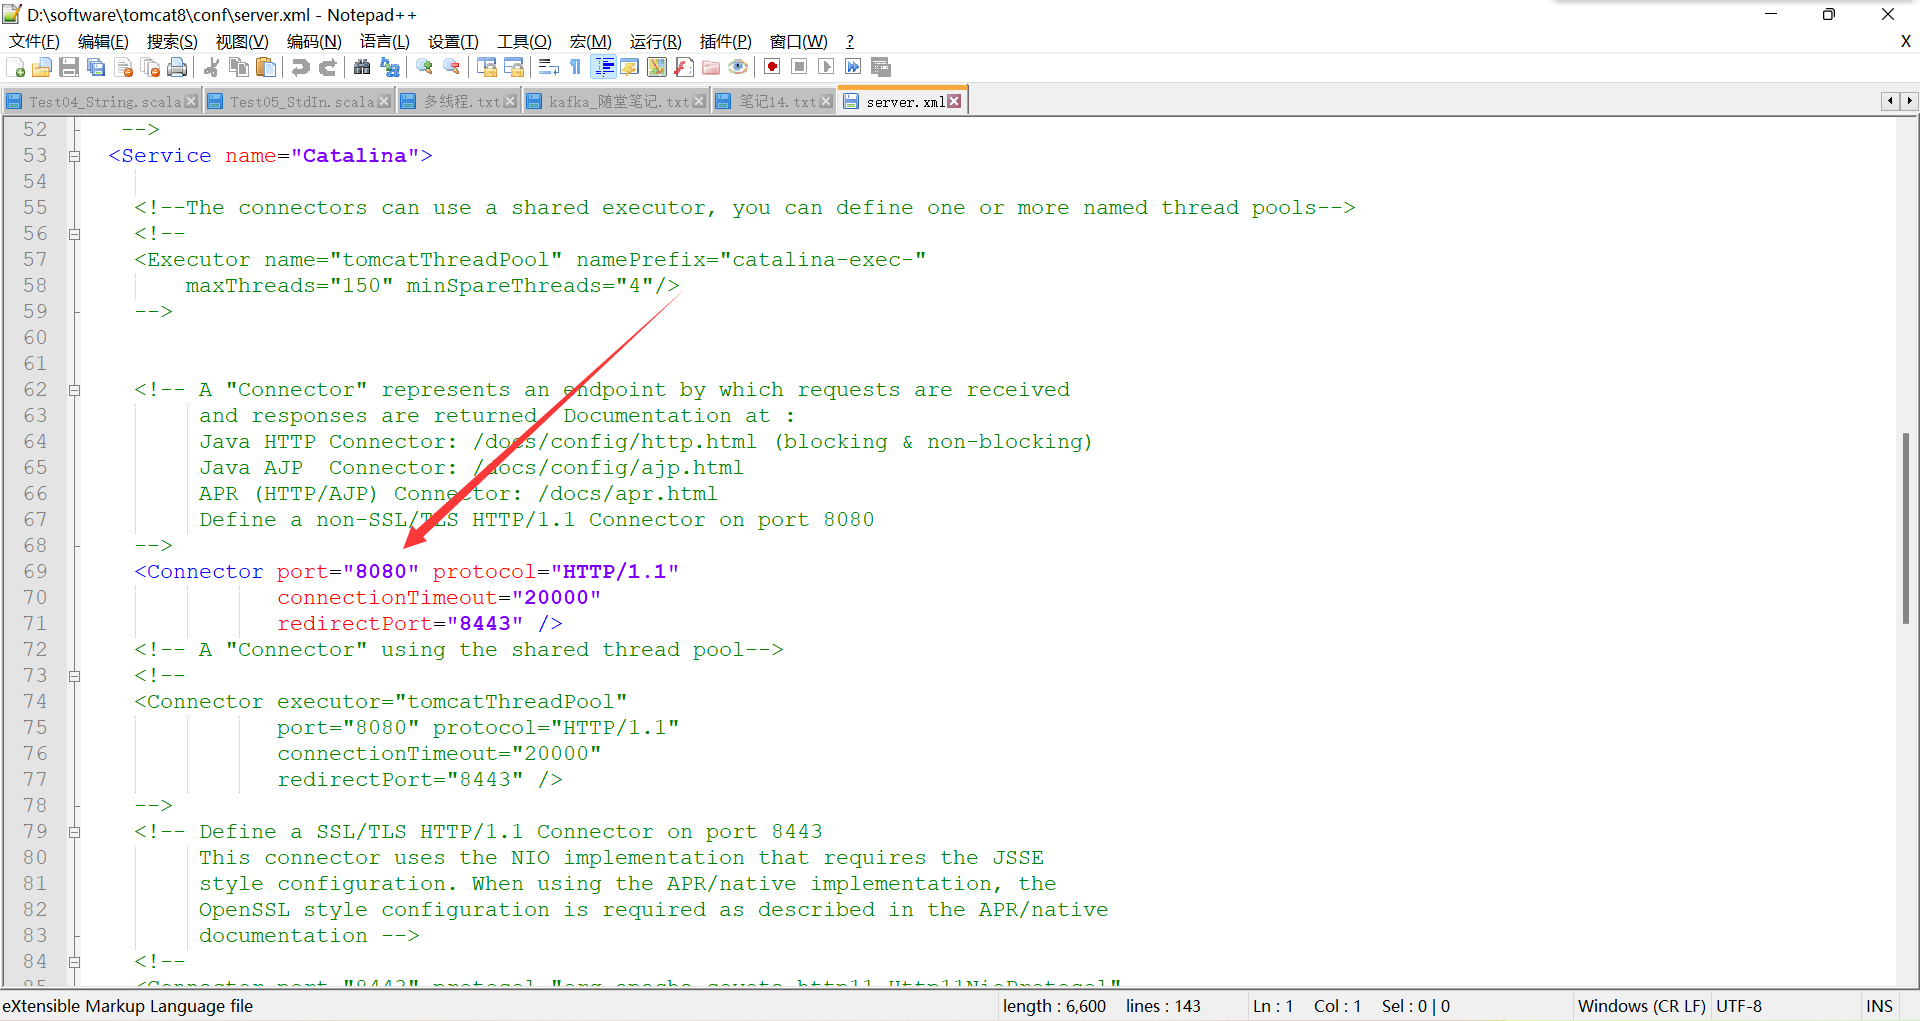 D:\software\tomcat8\conf\server.xml - Notepad++
文件(F) 编辑(E) 搜索(S) 视图(V) 编码(N) 语言(L) 设置(T) 工具(O) 宏(M) 运行(R) 插件(P) 窗口(W) ? X
Test04_String.scala Test05_StdIn.scala 多线程.txt kafka_随堂笔记.txt 笔记14.txt server.xml
52 -->
53 <Service name="Catalina">
54
55 <!--The connectors can use a shared executor, you can define one or more named thread pools-->
56 <!--
57 <Executor name="tomcatThreadPool" namePrefix="catalina-exec-"
58 maxThreads="150" minSpareThreads="4"/>
59 -->
60
61
62 <!-- A "Connector" represents an endpoint by which requests are received
63 and responses are returned. Documentation at :
64 Java HTTP Connector: /docs/config/http.html (blocking & non-blocking)
65 Java AJP  Connector: /docs/config/ajp.html
66 APR (HTTP/AJP) Connector: /docs/apr.html
67 Define a non-SSL/TLS HTTP/1.1 Connector on port 8080
68 -->
69 <Connector port="8080" protocol="HTTP/1.1"
70 connectionTimeout="20000"
71 redirectPort="8443" />
72 <!-- A "Connector" using the shared thread pool-->
73 <!--
74 <Connector executor="tomcatThreadPool"
75 port="8080" protocol="HTTP/1.1"
76 connectionTimeout="20000"
77 redirectPort="8443" />
78 -->
79 <!-- Define a SSL/TLS HTTP/1.1 Connector on port 8443
80 This connector uses the NIO implementation that requires the JSSE
81 style configuration. When using the APR/native implementation, the
82 OpenSSL style configuration is required as described in the APR/native
83 documentation -->
84 <!--
85 <Connector port="8443" protocol="org.apache.coyote.http11.Http11NioProtocol"
eXtensible Markup Language file length : 6,600 lines : 143 Ln : 1 Col : 1 Sel : 0 | 0 Windows (CR LF) UTF-8 INS